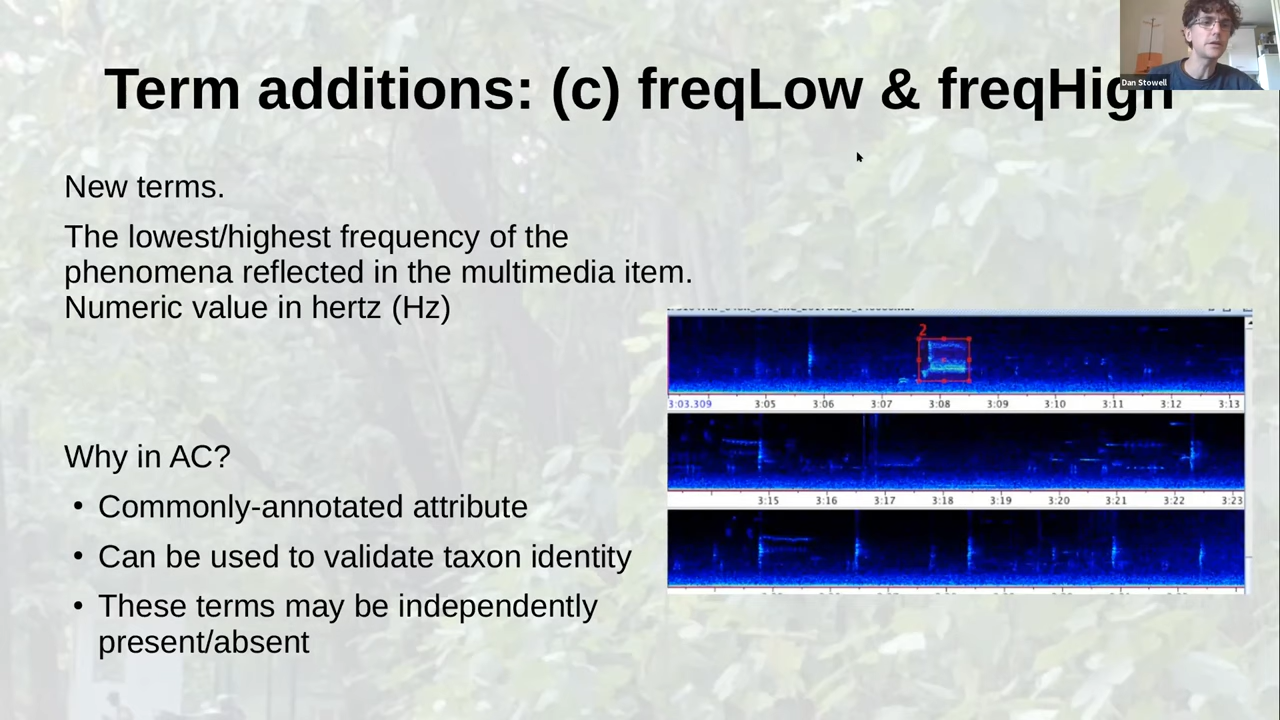 Term additions: (c) freqLow & freqHigh
Dan Stowell
New terms.
The lowest/highest frequency of the
phenomena reflected in the multimedia item.
Numeric value in hertz (Hz)
2
3:03.309 3:05 3:06 3:07 3:08 3:09 3:10 3:11 3:12 3:13
3:15 3:16 3:17 3:18 3:19 3:20 3:21 3:22 3:23
Why in AC?
• Commonly-annotated attribute
• Can be used to validate taxon identity
• These terms may be independently
present/absent